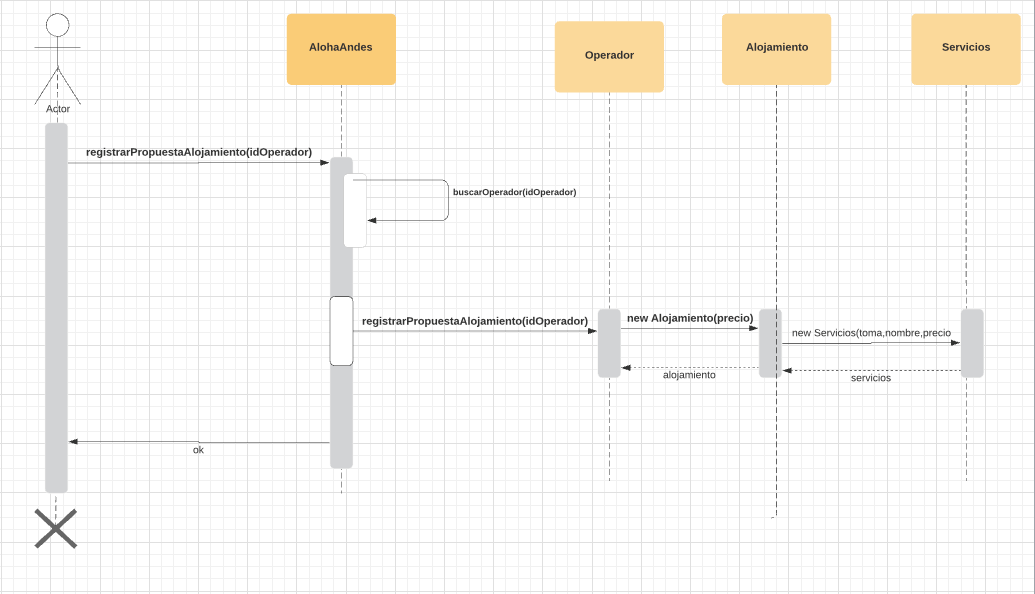 AlohaAndes
Operador
Alojamiento
Servicios
Actor
registrarPropuestaAlojamiento(idOperador)
buscarOperador(idOperador)
registrarPropuestaAlojamiento(idOperador)
new Alojamiento(precio)
new Servicios(toma,nombre,precio
alojamiento
servicios
ok